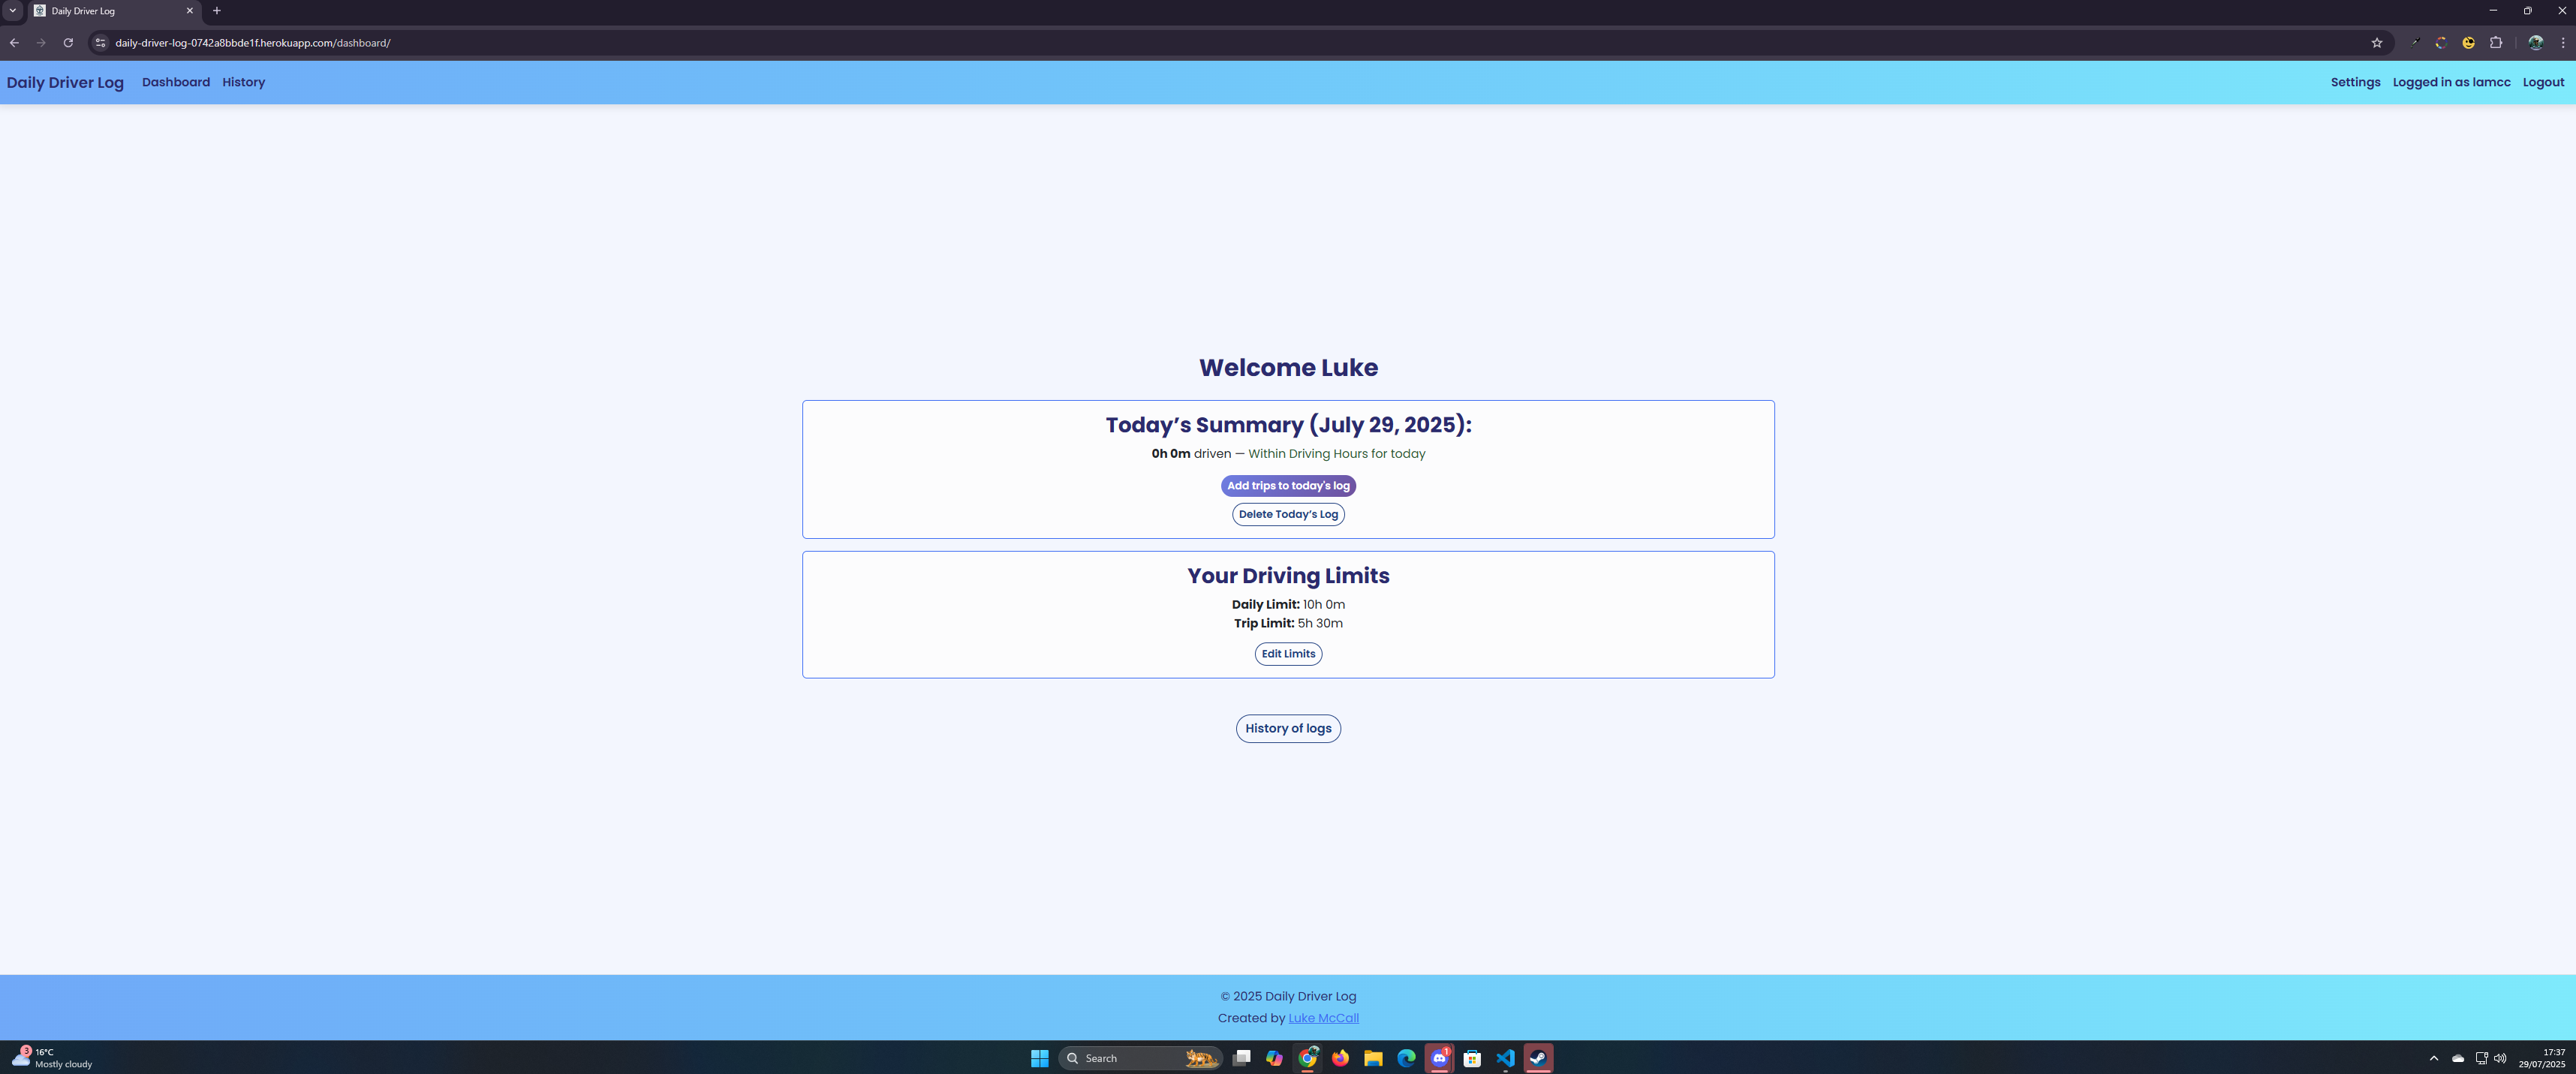 Daily Driver Log
daily-driver-log-0742a8bbde1f.herokuapp.com/dashboard/
Daily Driver Log Dashboard History Settings Logged in as lamcc Logout
Welcome Luke
Today’s Summary (July 29, 2025):
0h 0m driven — Within Driving Hours for today
Add trips to today's log
Delete Today’s Log
Your Driving Limits
Daily Limit: 10h 0m
Trip Limit: 5h 30m
Edit Limits
History of logs
© 2025 Daily Driver Log
Created by Luke McCall
3
16°C
Mostly cloudy
Search
1
17:37
29/07/2025